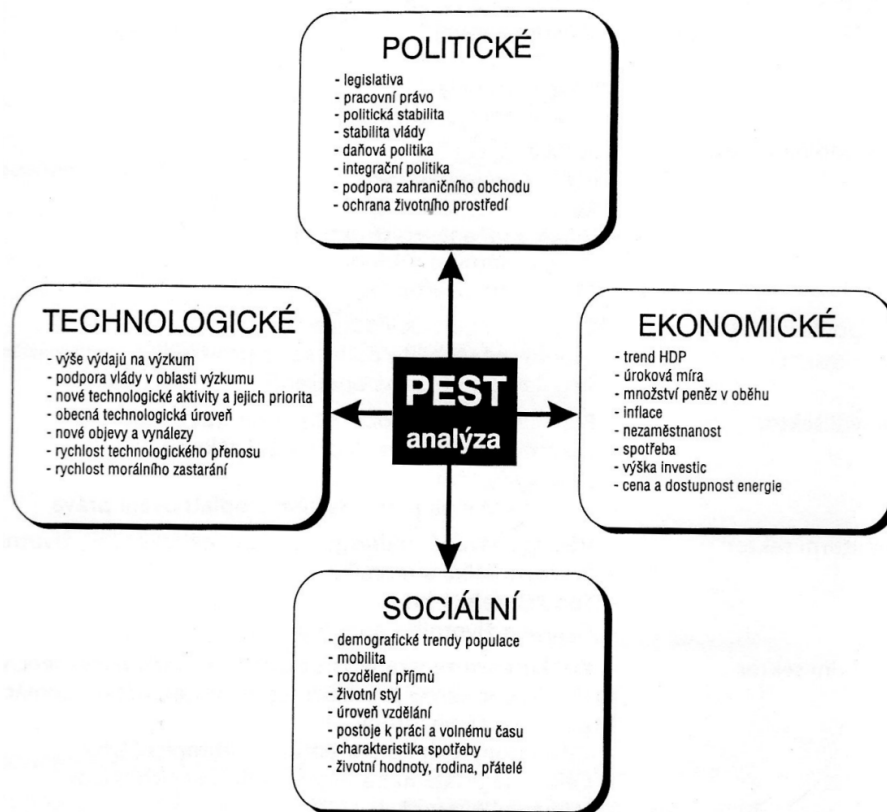 POLITICKÉ
- legislativa
- pracovní právo
- politická stabilita
- stabilita vlády
- daňová politika
- integrační politika
- podpora zahraničního obchodu
- ochrana životního prostředí
TECHNOLOGICKÉ
- výše výdajů na výzkum
- podpora vlády v oblasti výzkumu
- nové technologické aktivity a jejich priorita
- obecná technologická úroveň
- nové objevy a vynálezy
- rychlost technologického přenosu
- rychlost morálního zastarání
PEST
analýza
EKONOMICKÉ
- trend HDP
- úroková míra
- množství peněz v oběhu
- inflace
- nezaměstnanost
- spotřeba
- výška investic
- cena a dostupnost energie
SOCIÁLNÍ
- demografické trendy populace
- mobilita
- rozdělení příjmů
- životní styl
- úroveň vzdělání
- postoje k práci a volnému času
- charakteristika spotřeby
- životní hodnoty, rodina, přátelé